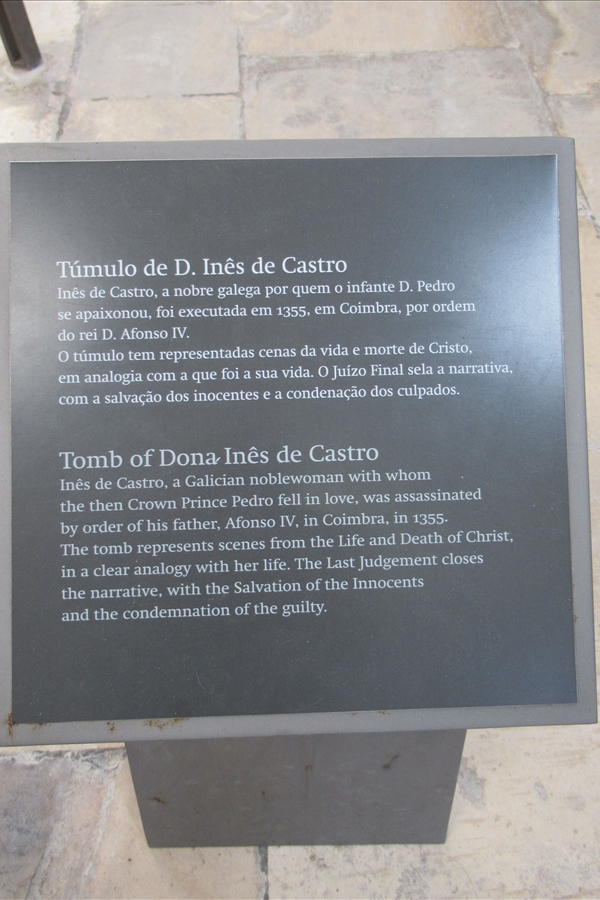 Túmulo de D. Inês de Castro
Inês de Castro, a nobre galega por quem o infante D. Pedro
se apaixonou, foi executada em 1355, em Coimbra, por ordem
do rei D. Afonso IV.
O túmulo tem representadas cenas da vida e morte de Cristo,
em analogia com a que foi a sua vida. O Juízo Final sela a narrativa,
com a salvação dos inocentes e a condenação dos culpados.
Tomb of Dona Inês de Castro
Inês de Castro, a Galician noblewoman with whom
the then Crown Prince Pedro fell in love, was assassinated
by order of his father, Afonso IV, in Coimbra, in 1355.
The tomb represents scenes from the Life and Death of Christ,
in a clear analogy with her life. The Last Judgement closes
the narrative, with the Salvation of the Innocents
and the condemnation of the guilty.